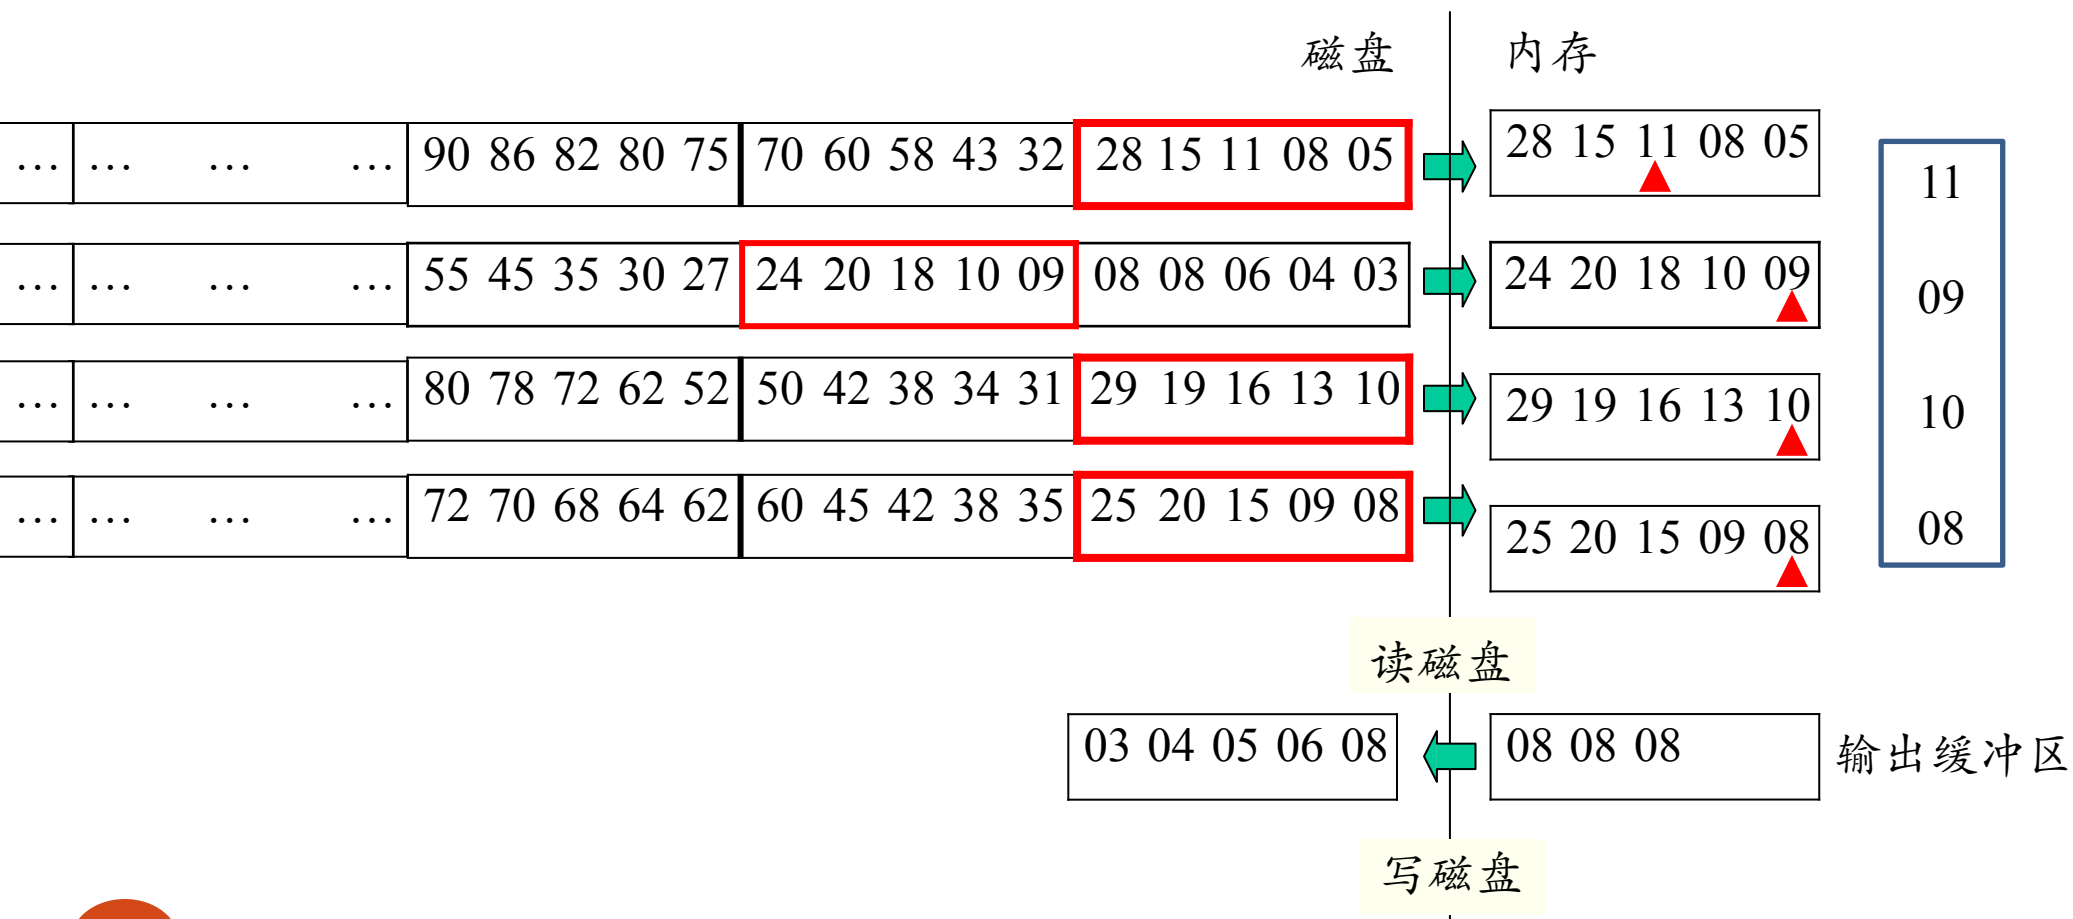 磁盘 内存
… … … … 90 86 82 80 75 70 60 58 43 32 28 15 11 08 05 28 15 11 08 05 11
… … … … 55 45 35 30 27 24 20 18 10 09 08 08 06 04 03 24 20 18 10 09 09
… … … … 80 78 72 62 52 50 42 38 34 31 29 19 16 13 10 29 19 16 13 10 10
… … … … 72 70 68 64 62 60 45 42 38 35 25 20 15 09 08 25 20 15 09 08 08
读磁盘
03 04 05 06 08 08 08 08 输出缓冲区
写磁盘